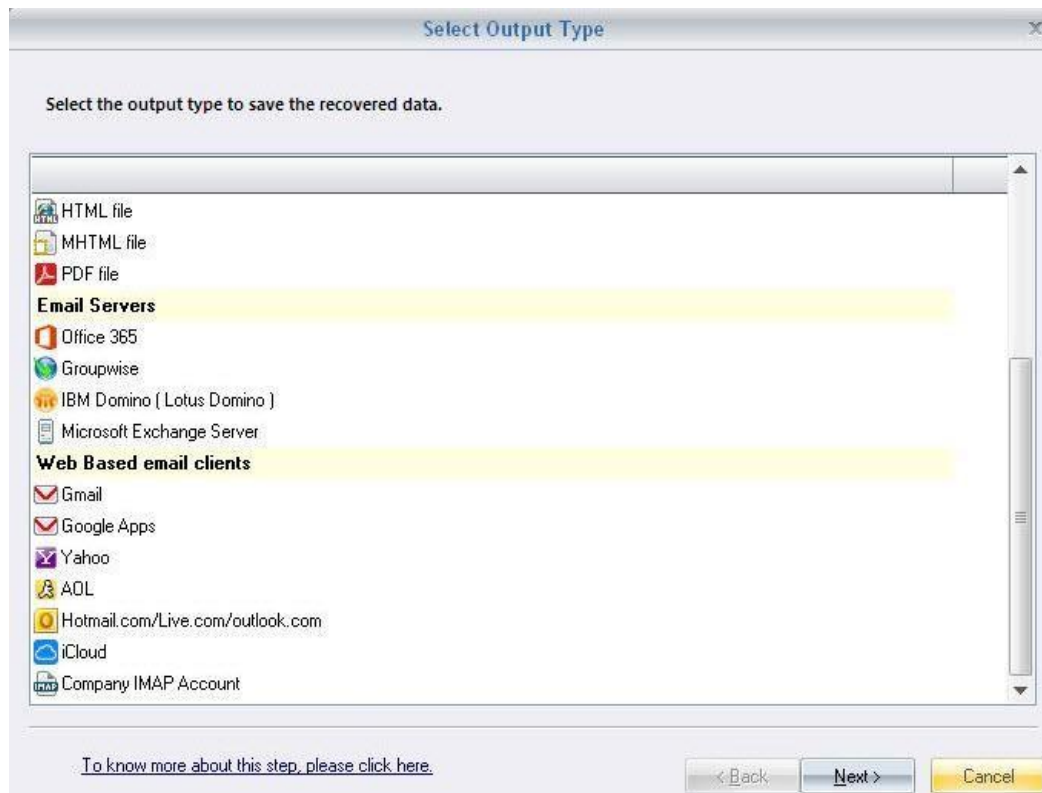 Select Output Type
Select the output type to save the recovered data.
HTML file
MHTML file
PDF file
Email Servers
Office 365
Groupwise
IBM Domino ( Lotus Domino )
Microsoft Exchange Server
Web Based email clients
Gmail
Google Apps
Yahoo
AOL
Hotmail.com/Live.com/outlook.com
iCloud
Company IMAP Account
To know more about this step, please click here.
< Back
Next >
Cancel